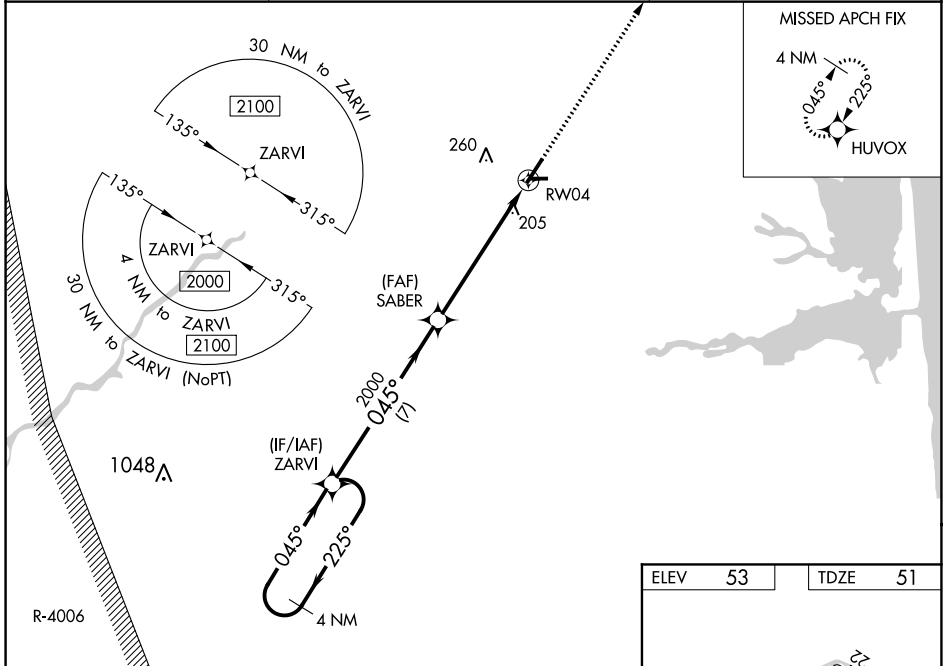 30 NM to ZARVI
2100
135°
ZARVI
315°
135°
ZARVI
2000
315°
4 NM to ZARVI
2100
30 NM to ZARVI (NoPT)
MISSED APCH FIX
4 NM
045°
225°
HUVOX
260
RW04
205
(FAF)
SABER
2000
045°
(7)
(IF/IAF)
ZARVI
1048
045°
225°
4 NM
R-4006
ELEV 53
TDZE 51
22